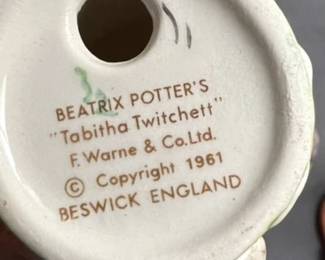 BEATRIX POTTER'S
"Tabitha Twitchett"
F. Warne & Co. Ltd.
© Copyright 1961
BESWICK ENGLAND